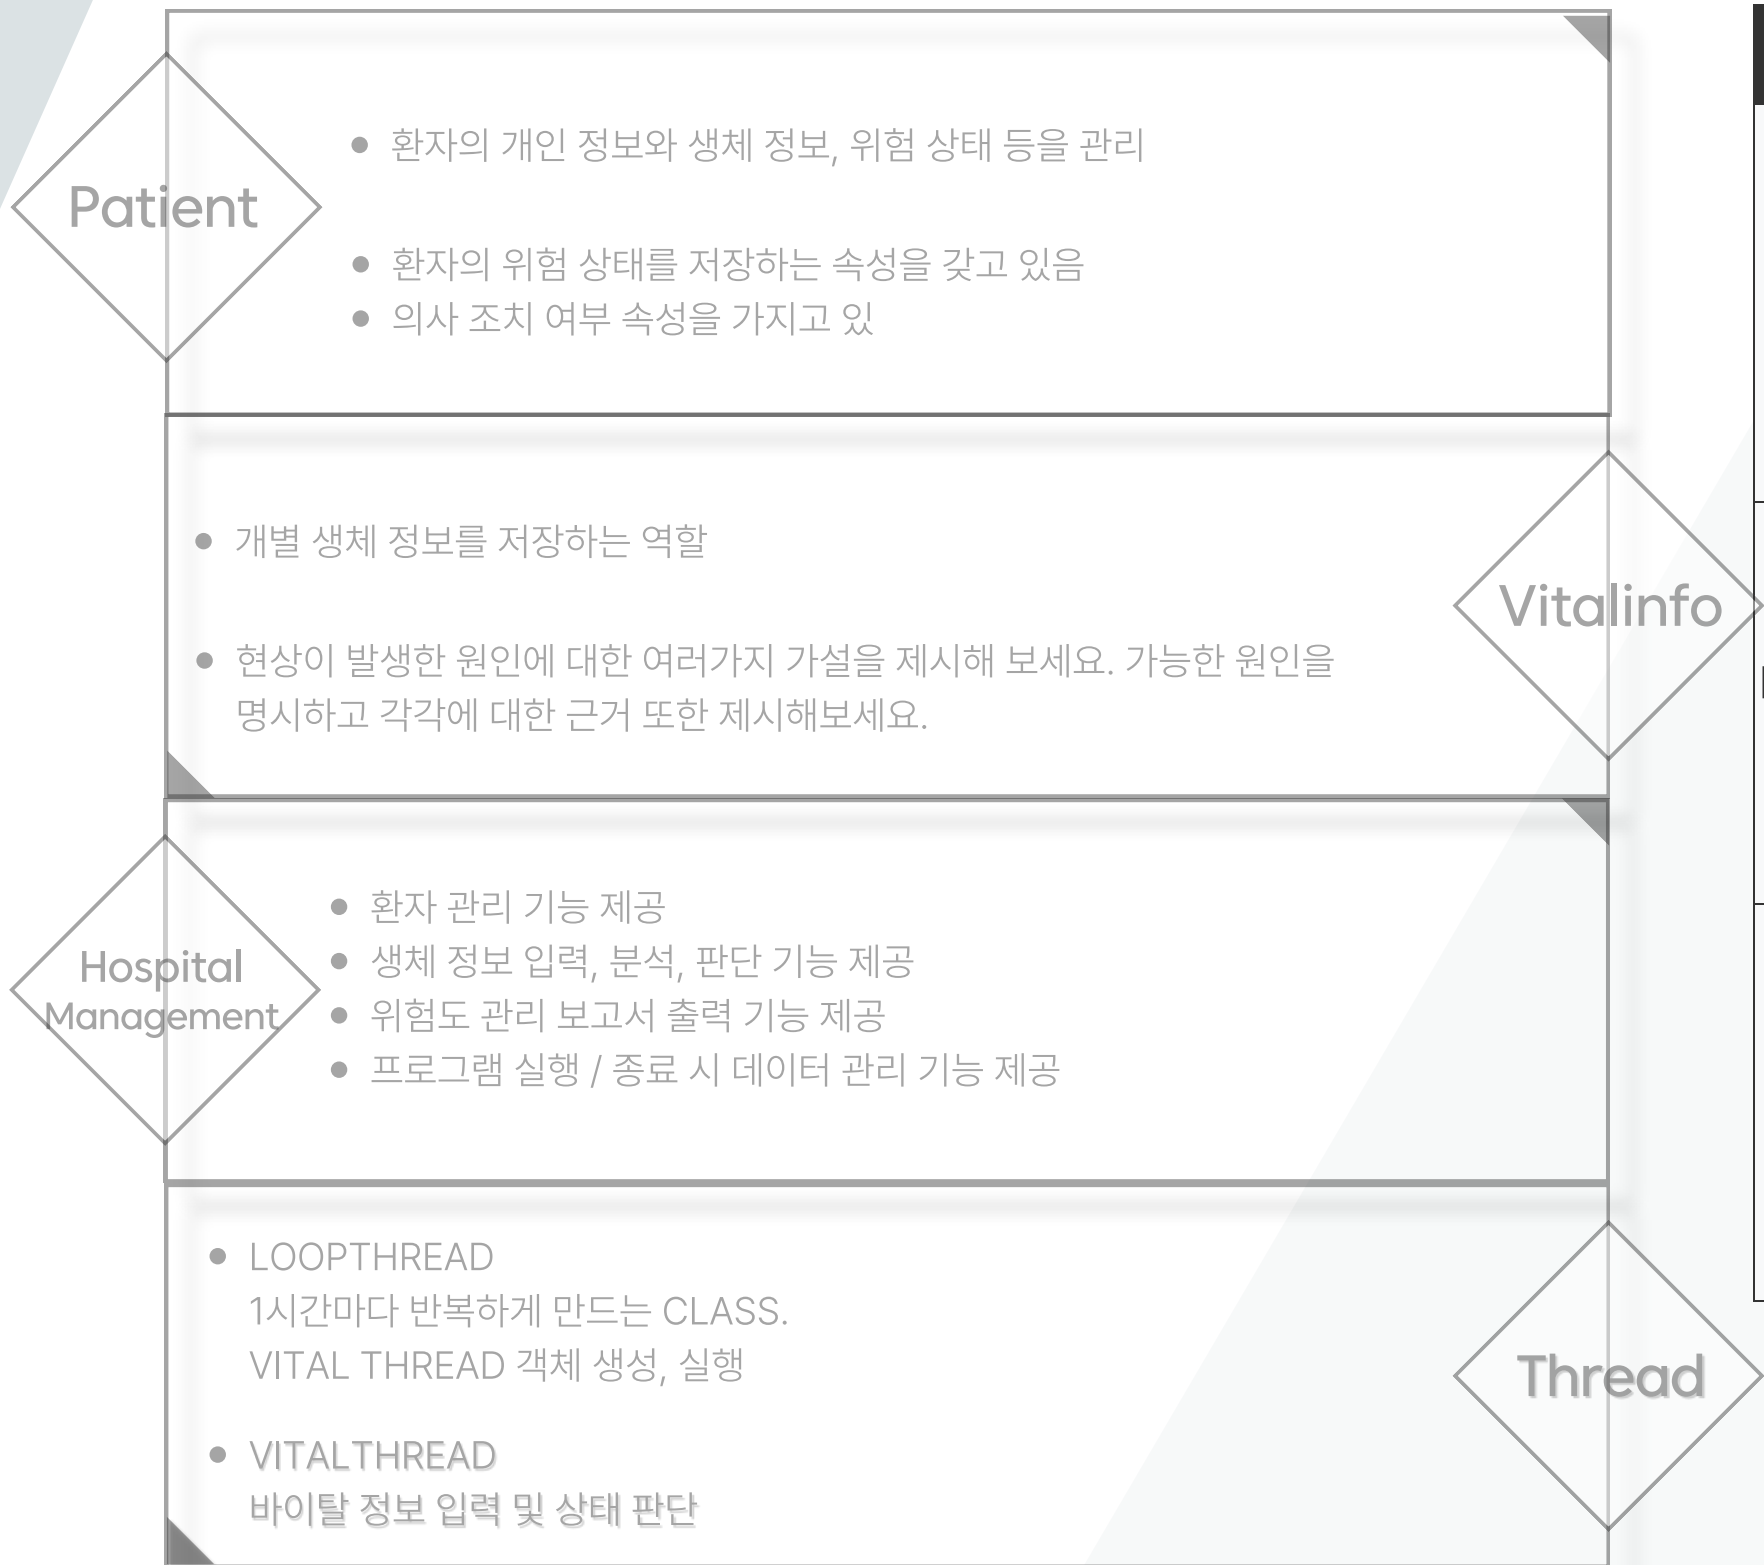 Patient
환자의 개인 정보와 생체 정보, 위험 상태 등을 관리
환자의 위험 상태를 저장하는 속성을 갖고 있음
의사 조치 여부 속성을 가지고 있
개별 생체 정보를 저장하는 역할
현상이 발생한 원인에 대한 여러가지 가설을 제시해 보세요. 가능한 원인을
명시하고 각각에 대한 근거 또한 제시해보세요.
Vitalinfo
Hospital
Management
환자 관리 기능 제공
생체 정보 입력, 분석, 판단 기능 제공
위험도 관리 보고서 출력 기능 제공
프로그램 실행 / 종료 시 데이터 관리 기능 제공
LOOPTHREAD
1시간마다 반복하게 만드는 CLASS.
VITAL THREAD 객체 생성, 실행
VITALTHREAD
바이탈 정보 입력 및 상태 판단
Thread